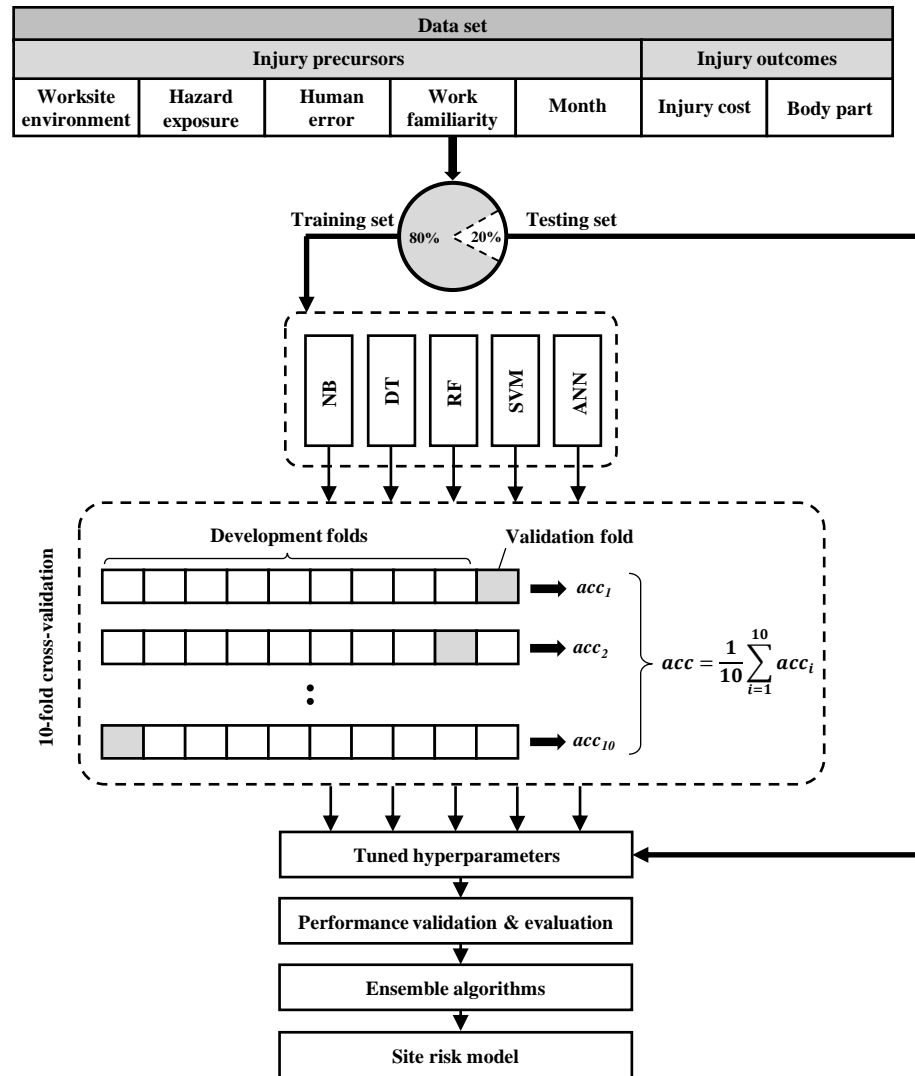 Data set
Injury precursors
Injury outcomes
Worksite
environment
Hazard
exposure
Human
error
Work
familiarity
Month
Injury cost
Body part
Training set
Testing set
80%
20%
NB
DT
RF
SVM
ANN
10-fold cross-validation
Development folds
Validation fold
acc₁
acc₂
:
acc₁₀
acc = 1/10 ∑_{i=1}^{10} accᵢ
Tuned hyperparameters
Performance validation & evaluation
Ensemble algorithms
Site risk model